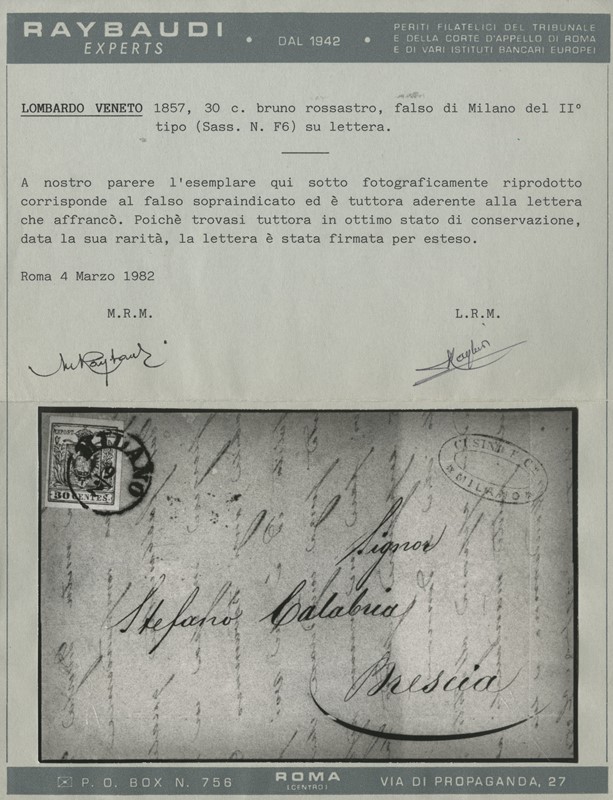 RAYBAUDI
EXPERTS
• DAL 1942 •
PERITI FILATELICI DEL TRIBUNALE
E DELLA CORTE D'APPELLO DI ROMA
E DI VARI ISTITUTI BANCARI EUROPEI
LOMBARDO VENETO 1857, 30 c. bruno rossastro, falso di Milano del II°
tipo (Sass. N. F6) su lettera.
A nostro parere l'esemplare qui sotto fotograficamente riprodotto
corrisponde al falso sopraindicato ed è tuttora aderente alla lettera
che affrancò. Poichè trovasi tuttora in ottimo stato di conservazione,
data la sua rarità, la lettera è stata firmata per esteso.
Roma 4 Marzo 1982
M.R.M. L.R.M.
MILANO
30 CENTES.
MILANO
Signor
Stefano Calabria
Brescia
P. O. BOX N. 756
ROMA
(CENTRO)
VIA DI PROPAGANDA, 27